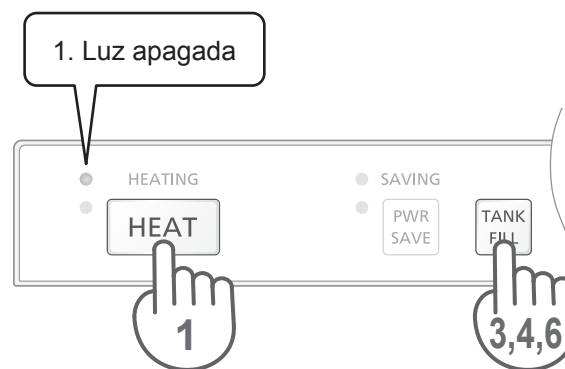 1. Luz apagada
HEATING
SAVING
HEAT
PWR
SAVE
TANK
FILL
1
3,4,6